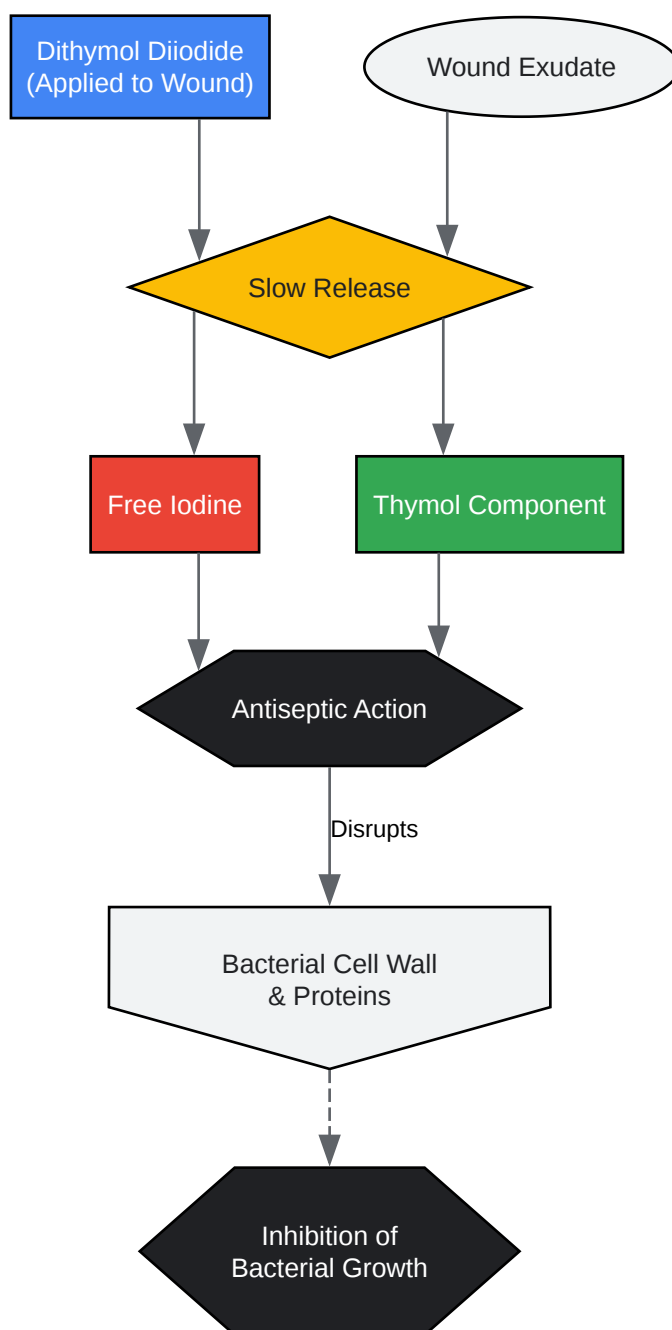 Dithymol Diiodide
(Applied to Wound)
Wound Exudate
Slow Release
Free Iodine
Thymol Component
Antiseptic Action
Disrupts
Bacterial Cell Wall
& Proteins
Inhibition of
Bacterial Growth